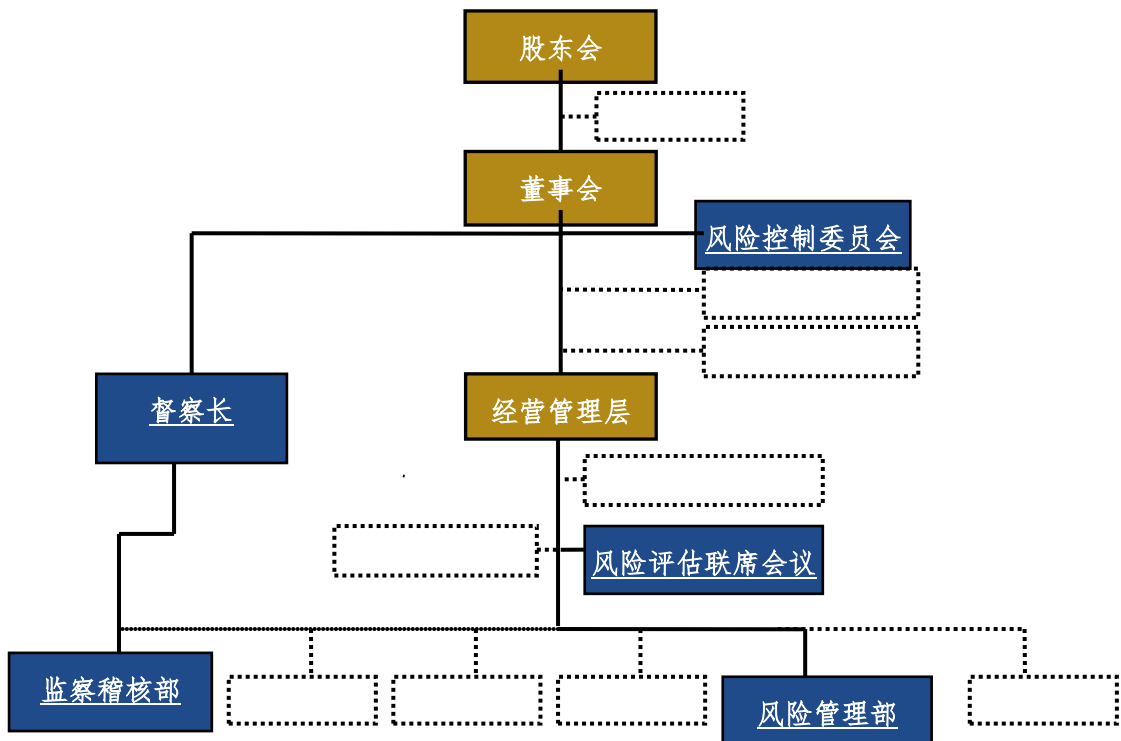 股东会
董事会
风险控制委员会
督察长
经营管理层
风险评估联席会议
监察稽核部
风险管理部